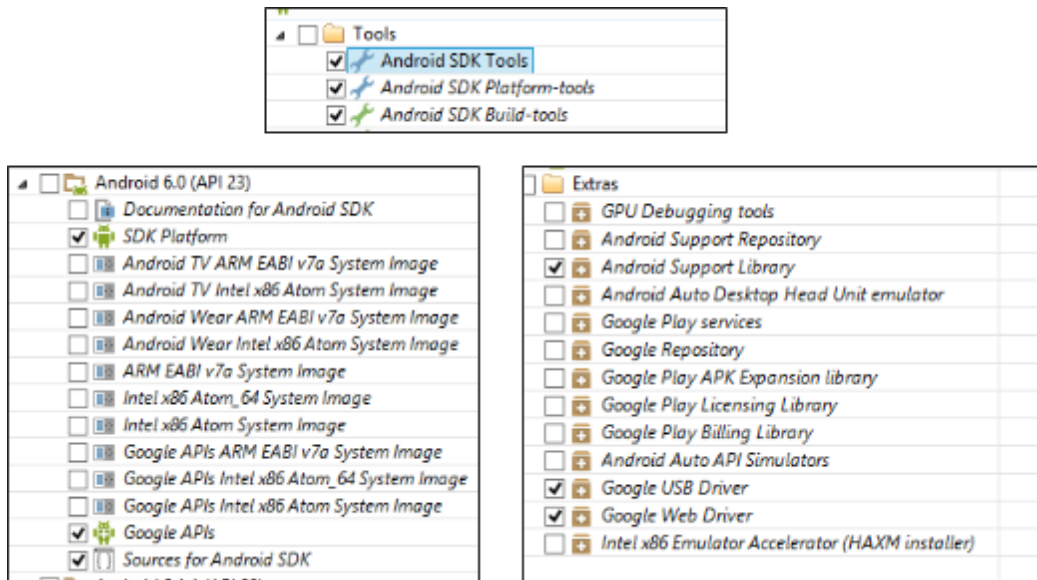 Tools
Android SDK Tools
Android SDK Platform-tools
Android SDK Build-tools
Android 6.0 (API 23)
Documentation for Android SDK
SDK Platform
Android TV ARM EABI v7a System Image
Android TV Intel x86 Atom System Image
Android Wear ARM EABI v7a System Image
Android Wear Intel x86 Atom System Image
ARM EABI v7a System Image
Intel x86 Atom_64 System Image
Intel x86 Atom System Image
Google APIs ARM EABI v7a System Image
Google APIs Intel x86 Atom_64 System Image
Google APIs Intel x86 Atom System Image
Google APIs
Sources for Android SDK
Extras
GPU Debugging tools
Android Support Repository
Android Support Library
Android Auto Desktop Head Unit emulator
Google Play services
Google Repository
Google Play APK Expansion library
Google Play Licensing Library
Google Play Billing Library
Android Auto API Simulators
Google USB Driver
Google Web Driver
Intel x86 Emulator Accelerator (HAXM installer)